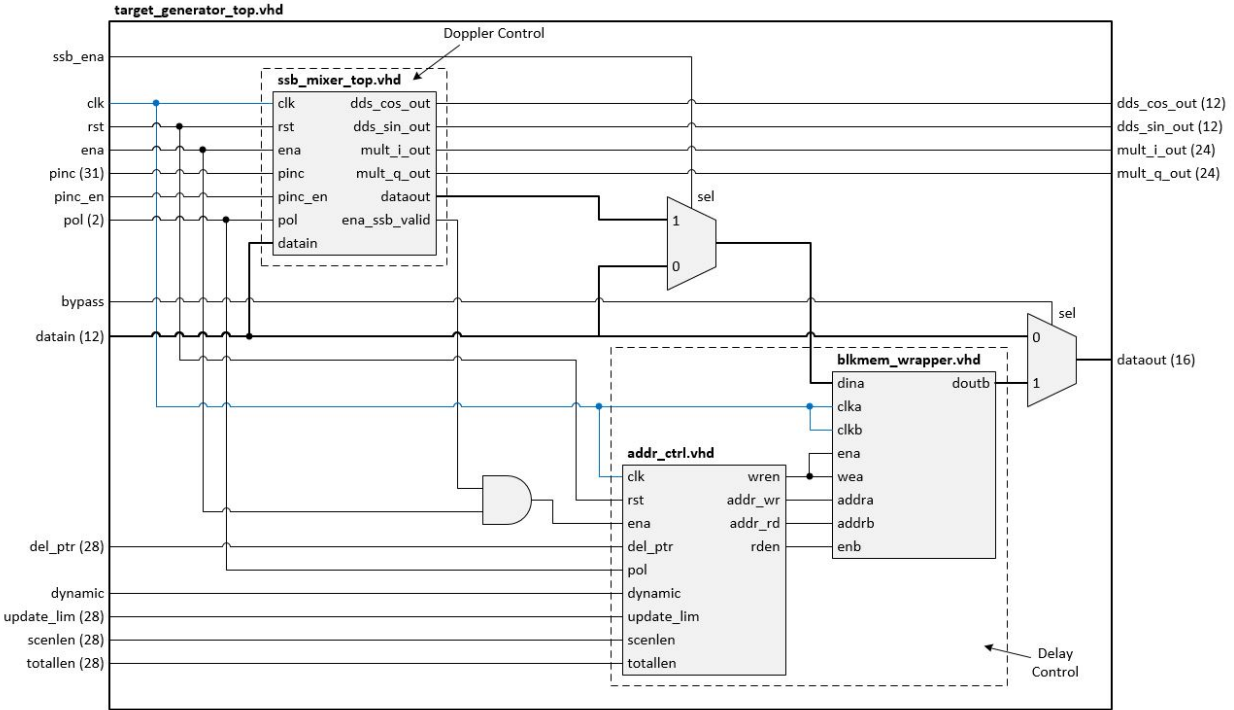 target_generator_top.vhd
Doppler Control
ssb_ena
ssb_mixer_top.vhd
clk
clk
dds_cos_out
dds_cos_out (12)
rst
rst
dds_sin_out
dds_sin_out (12)
ena
ena
mult_i_out
mult_i_out (24)
pinc (31)
pinc
mult_q_out
mult_q_out (24)
pinc_en
pinc_en
dataout
sel
pol (2)
pol
ena_ssb_valid
1
datain
0
bypass
sel
datain (12)
0
blkmem_wrapper.vhd
dataout (16)
dina
doutb
1
clka
clkb
addr_ctrl.vhd
ena
clk
wren
wea
rst
addr_wr
addra
ena
addr_rd
addrb
del_ptr (28)
del_ptr
rden
enb
pol
dynamic
dynamic
update_lim (28)
update_lim
scenlen (28)
scenlen
totallen (28)
totallen
Delay
Control